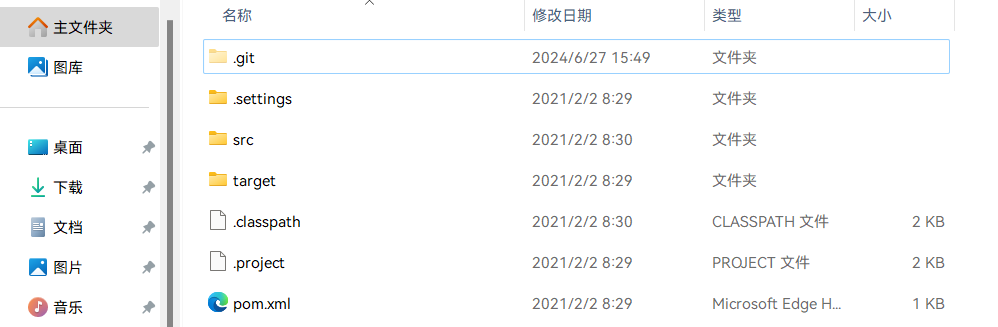 主文件夹
图库
桌面
下载
文档
图片
音乐
名称 修改日期 类型 大小
.git 2024/6/27 15:49 文件夹
.settings 2021/2/2 8:29 文件夹
src 2021/2/2 8:30 文件夹
target 2021/2/2 8:29 文件夹
.classpath 2021/2/2 8:30 CLASSPATH 文件 2 KB
.project 2021/2/2 8:29 PROJECT 文件 2 KB
pom.xml 2021/2/2 8:29 Microsoft Edge H... 1 KB